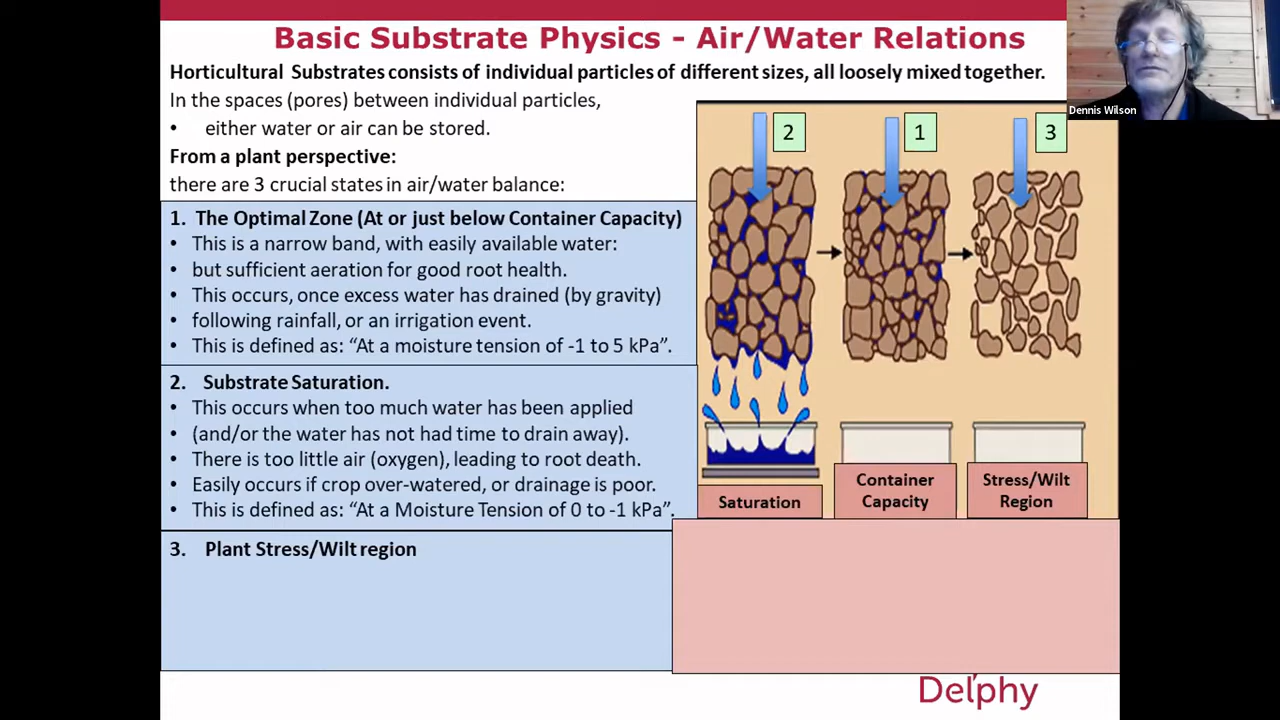 Basic Substrate Physics - Air/Water Relations
Dennis Wilson
Horticultural Substrates consists of individual particles of different sizes, all loosely mixed together.
In the spaces (pores) between individual particles,
• either water or air can be stored.
From a plant perspective:
there are 3 crucial states in air/water balance:
1. The Optimal Zone (At or just below Container Capacity)
• This is a narrow band, with easily available water:
• but sufficient aeration for good root health.
• This occurs, once excess water has drained (by gravity)
• following rainfall, or an irrigation event.
• This is defined as: “At a moisture tension of -1 to 5 kPa”.
2. Substrate Saturation.
• This occurs when too much water has been applied
• (and/or the water has not had time to drain away).
• There is too little air (oxygen), leading to root death.
• Easily occurs if crop over-watered, or drainage is poor.
• This is defined as: “At a Moisture Tension of 0 to -1 kPa”.
3. Plant Stress/Wilt region
2
1
3
Saturation
Container
Capacity
Stress/Wilt
Region
Delphy